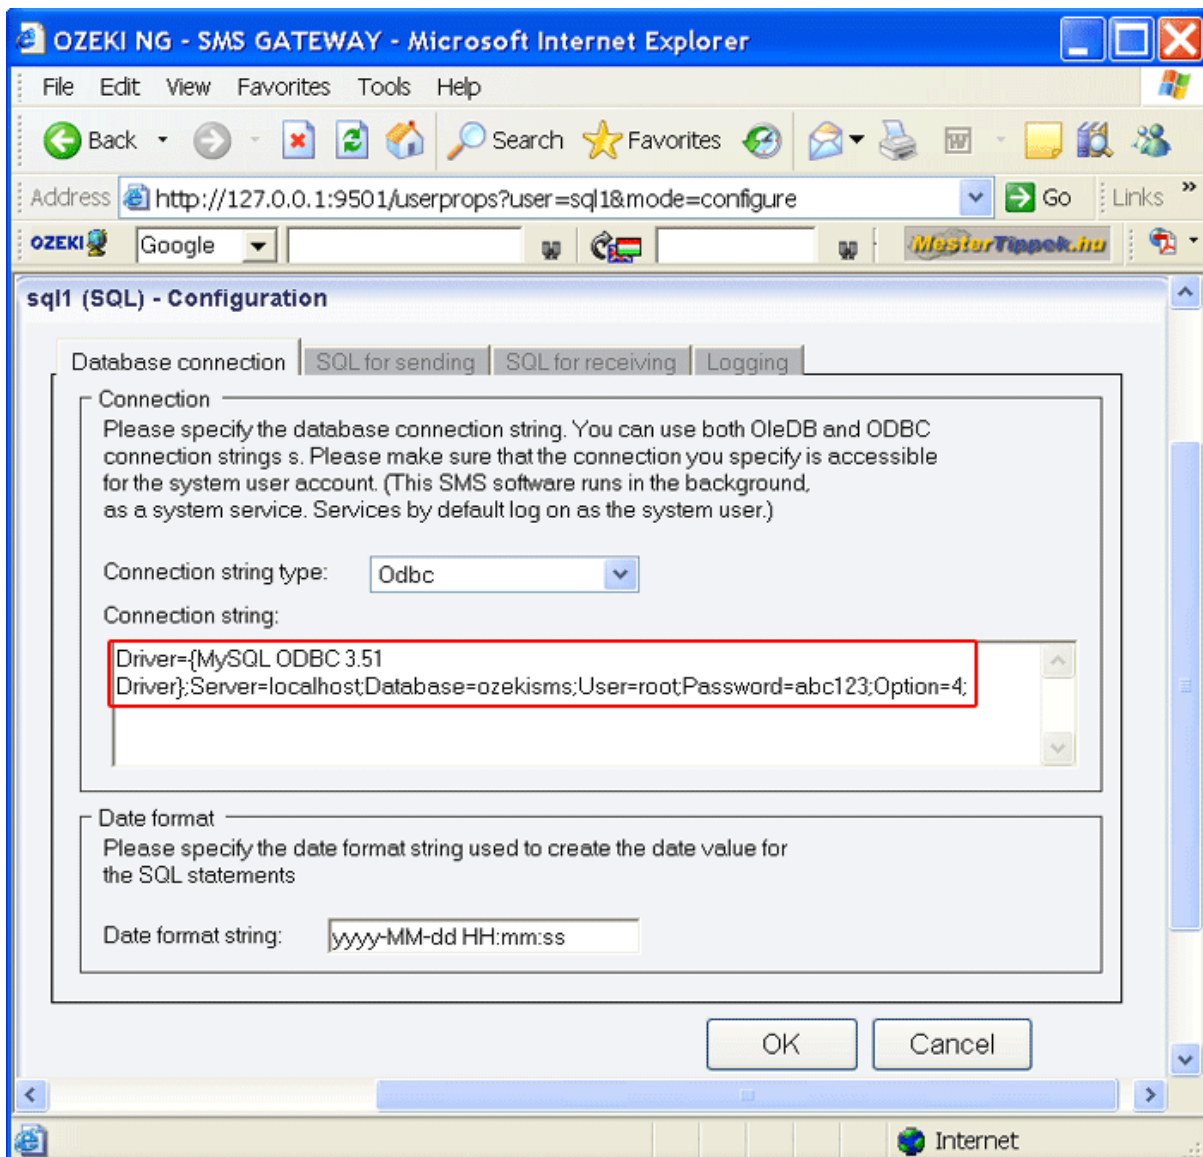 OZEKI NG - SMS GATEWAY - Microsoft Internet Explorer
File Edit View Favorites Tools Help
Back Search Favorites
Address http://127.0.0.1:9501/userprops?user=sql1&mode=configure Go Links »
OZEKI Google MesterTippek.hu
sql1 (SQL) - Configuration
Database connection SQL for sending SQL for receiving Logging
Connection
Please specify the database connection string. You can use both OleDB and ODBC
connection strings s. Please make sure that the connection you specify is accessible
for the system user account. (This SMS software runs in the background,
as a system service. Services by default log on as the system user.)
Connection string type: Odbc
Connection string:
Driver={MySQL ODBC 3.51
Driver};Server=localhost;Database=ozekisms;User=root;Password=abc123;Option=4;
Date format
Please specify the date format string used to create the date value for
the SQL statements
Date format string: yyyy-MM-dd HH:mm:ss
OK Cancel
Internet